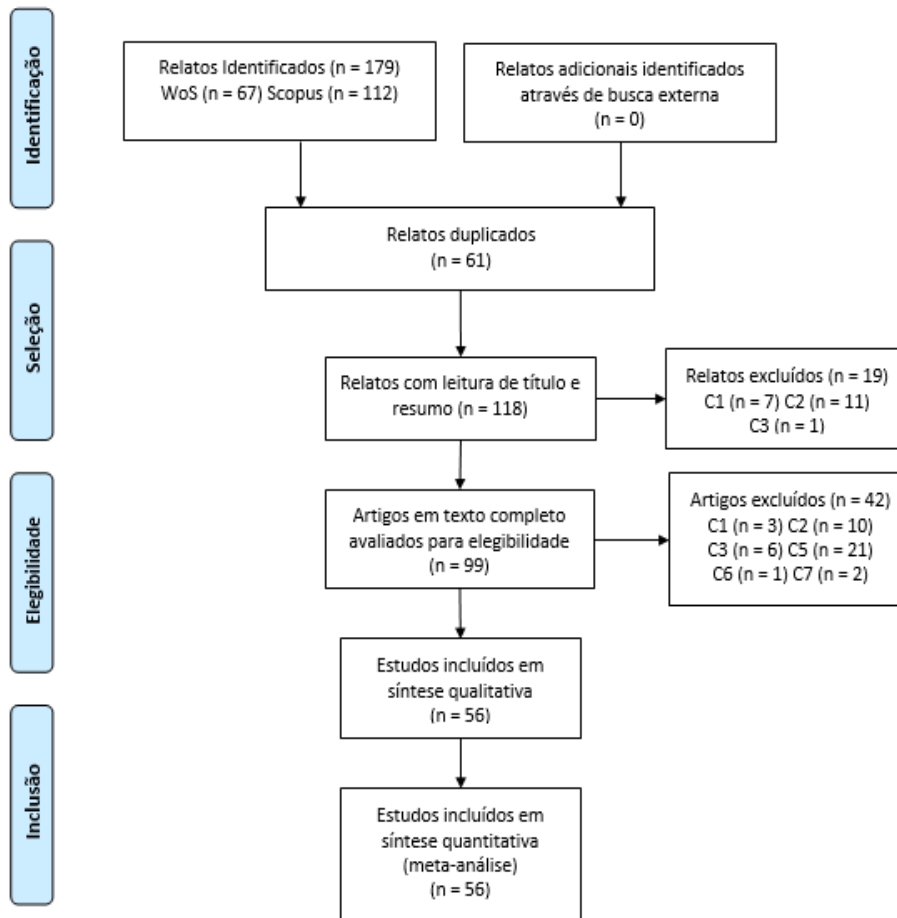 Identificação
Relatos Identificados (n = 179)
WoS (n = 67) Scopus (n = 112)
Relatos adicionais identificados
através de busca externa
(n = 0)
Relatos duplicados
(n = 61)
Seleção
Relatos com leitura de título e
resumo (n = 118)
Relatos excluídos (n = 19)
C1 (n = 7) C2 (n = 11)
C3 (n = 1)
Elegibilidade
Artigos em texto completo
avaliados para elegibilidade
(n = 99)
Artigos excluídos (n = 42)
C1 (n = 3) C2 (n = 10)
C3 (n = 6) C5 (n = 21)
C6 (n = 1) C7 (n = 2)
Estudos incluídos em
síntese qualitativa
(n = 56)
Inclusão
Estudos incluídos em
síntese quantitativa
(meta-análise)
(n = 56)